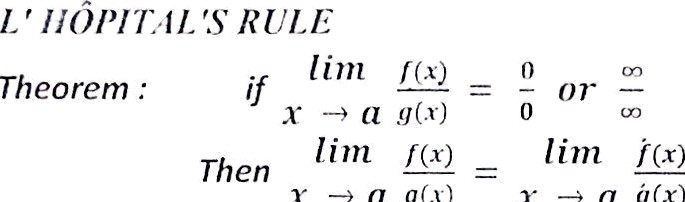 L' HÔPITAL'S RULE
Theorem : if lim x → a f(x)/g(x) = 0/0 or ∞/∞
Then lim x → a f(x)/g(x) = lim x → a f́(x)/ǵ(x)